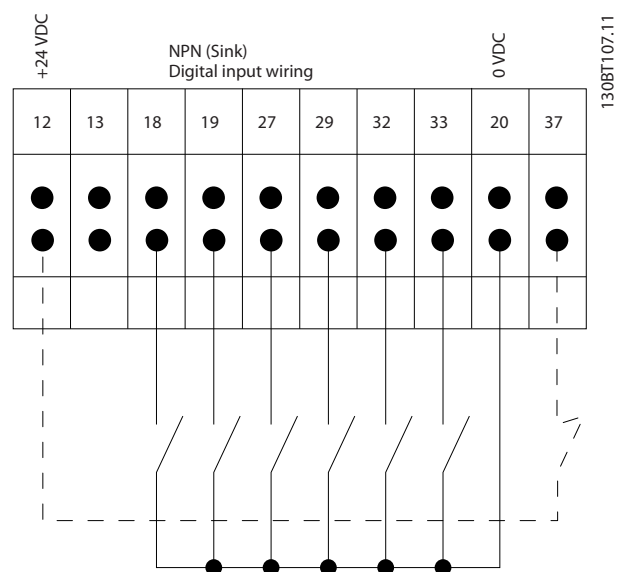 +24 VDC
NPN (Sink)
Digital input wiring
0 VDC
130BT107.11
12 13 18 19 27 29 32 33 20 37